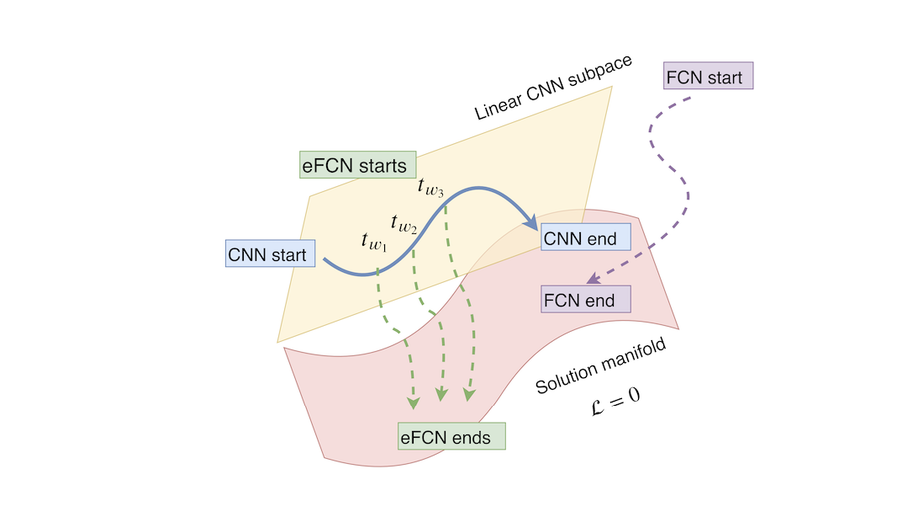 Linear CNN subpace
FCN start
eFCN starts
t_{w_3}
t_{w_2}
t_{w_1}
CNN start
CNN end
FCN end
Solution manifold
ℒ = 0
eFCN ends